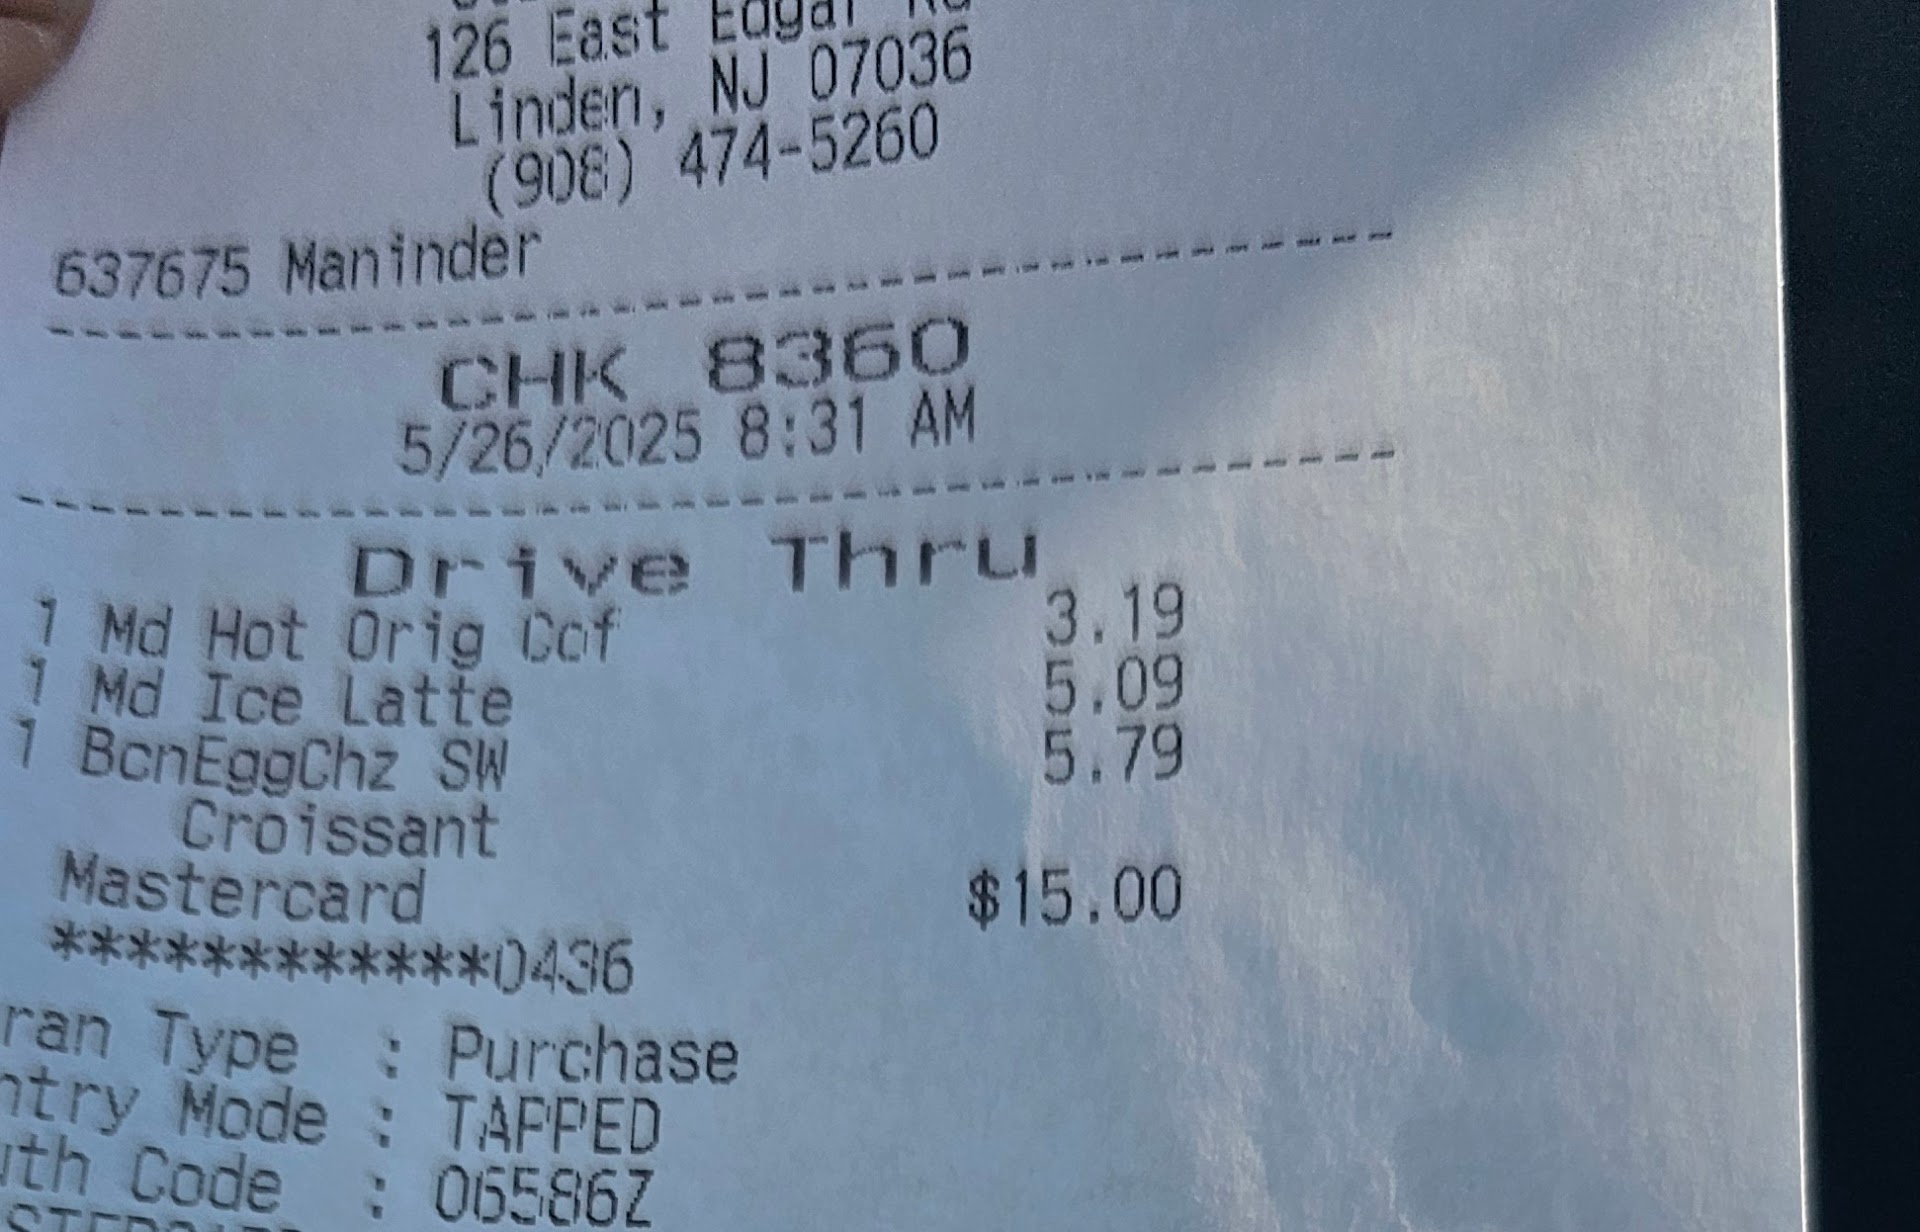 126 East Edgar Rd
Linden, NJ 07036
(908) 474-5260
637675 Maninder
CHK 8360
5/26/2025 8:31 AM
Drive Thru
1 Md Hot Orig Cof 3.19
1 Md Ice Latte 5.09
1 BcnEggChz SW 5.79
Croissant
Mastercard $15.00
************0436
ran Type : Purchase
ntry Mode : TAPPED
uth Code : 06586Z